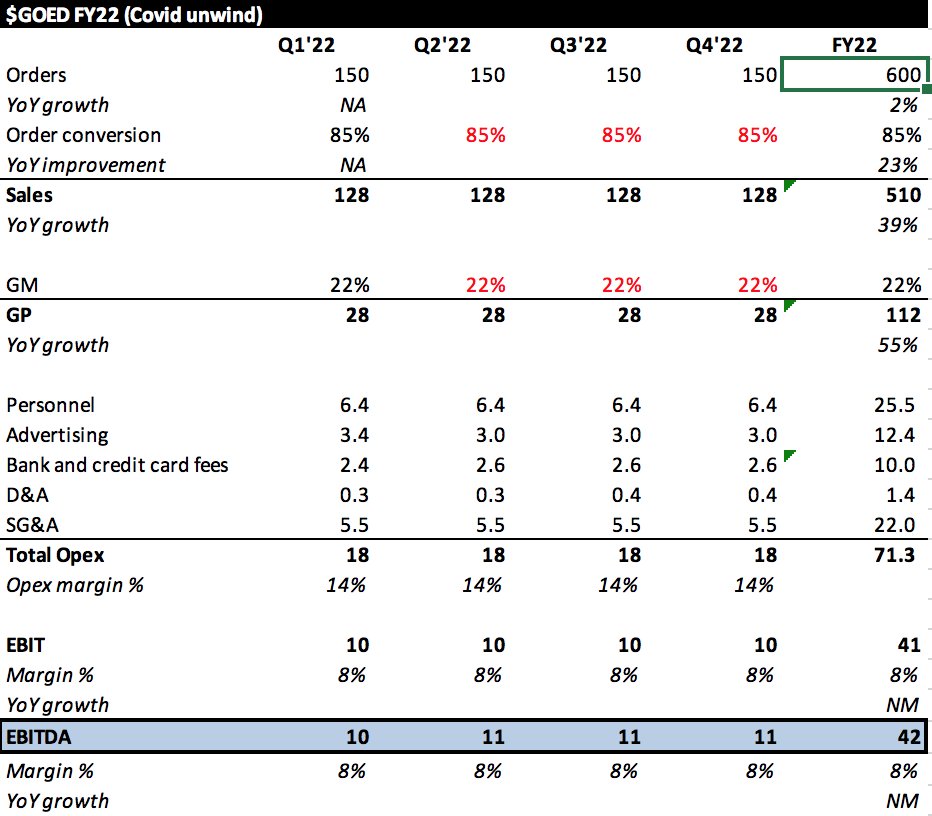 $GOED FY22 (Covid unwind)
Q1'22 Q2'22 Q3'22 Q4'22 FY22
Orders 150 150 150 150 600
YoY growth NA 2%
Order conversion 85% 85% 85% 85% 85%
YoY improvement NA 23%
Sales 128 128 128 128 510
YoY growth 39%
GM 22% 22% 22% 22% 22%
GP 28 28 28 28 112
YoY growth 55%
Personnel 6.4 6.4 6.4 6.4 25.5
Advertising 3.4 3.0 3.0 3.0 12.4
Bank and credit card fees 2.4 2.6 2.6 2.6 10.0
D&A 0.3 0.3 0.4 0.4 1.4
SG&A 5.5 5.5 5.5 5.5 22.0
Total Opex 18 18 18 18 71.3
Opex margin % 14% 14% 14% 14%
EBIT 10 10 10 10 41
Margin % 8% 8% 8% 8% 8%
YoY growth NM
EBITDA 10 11 11 11 42
Margin % 8% 8% 8% 8% 8%
YoY growth NM